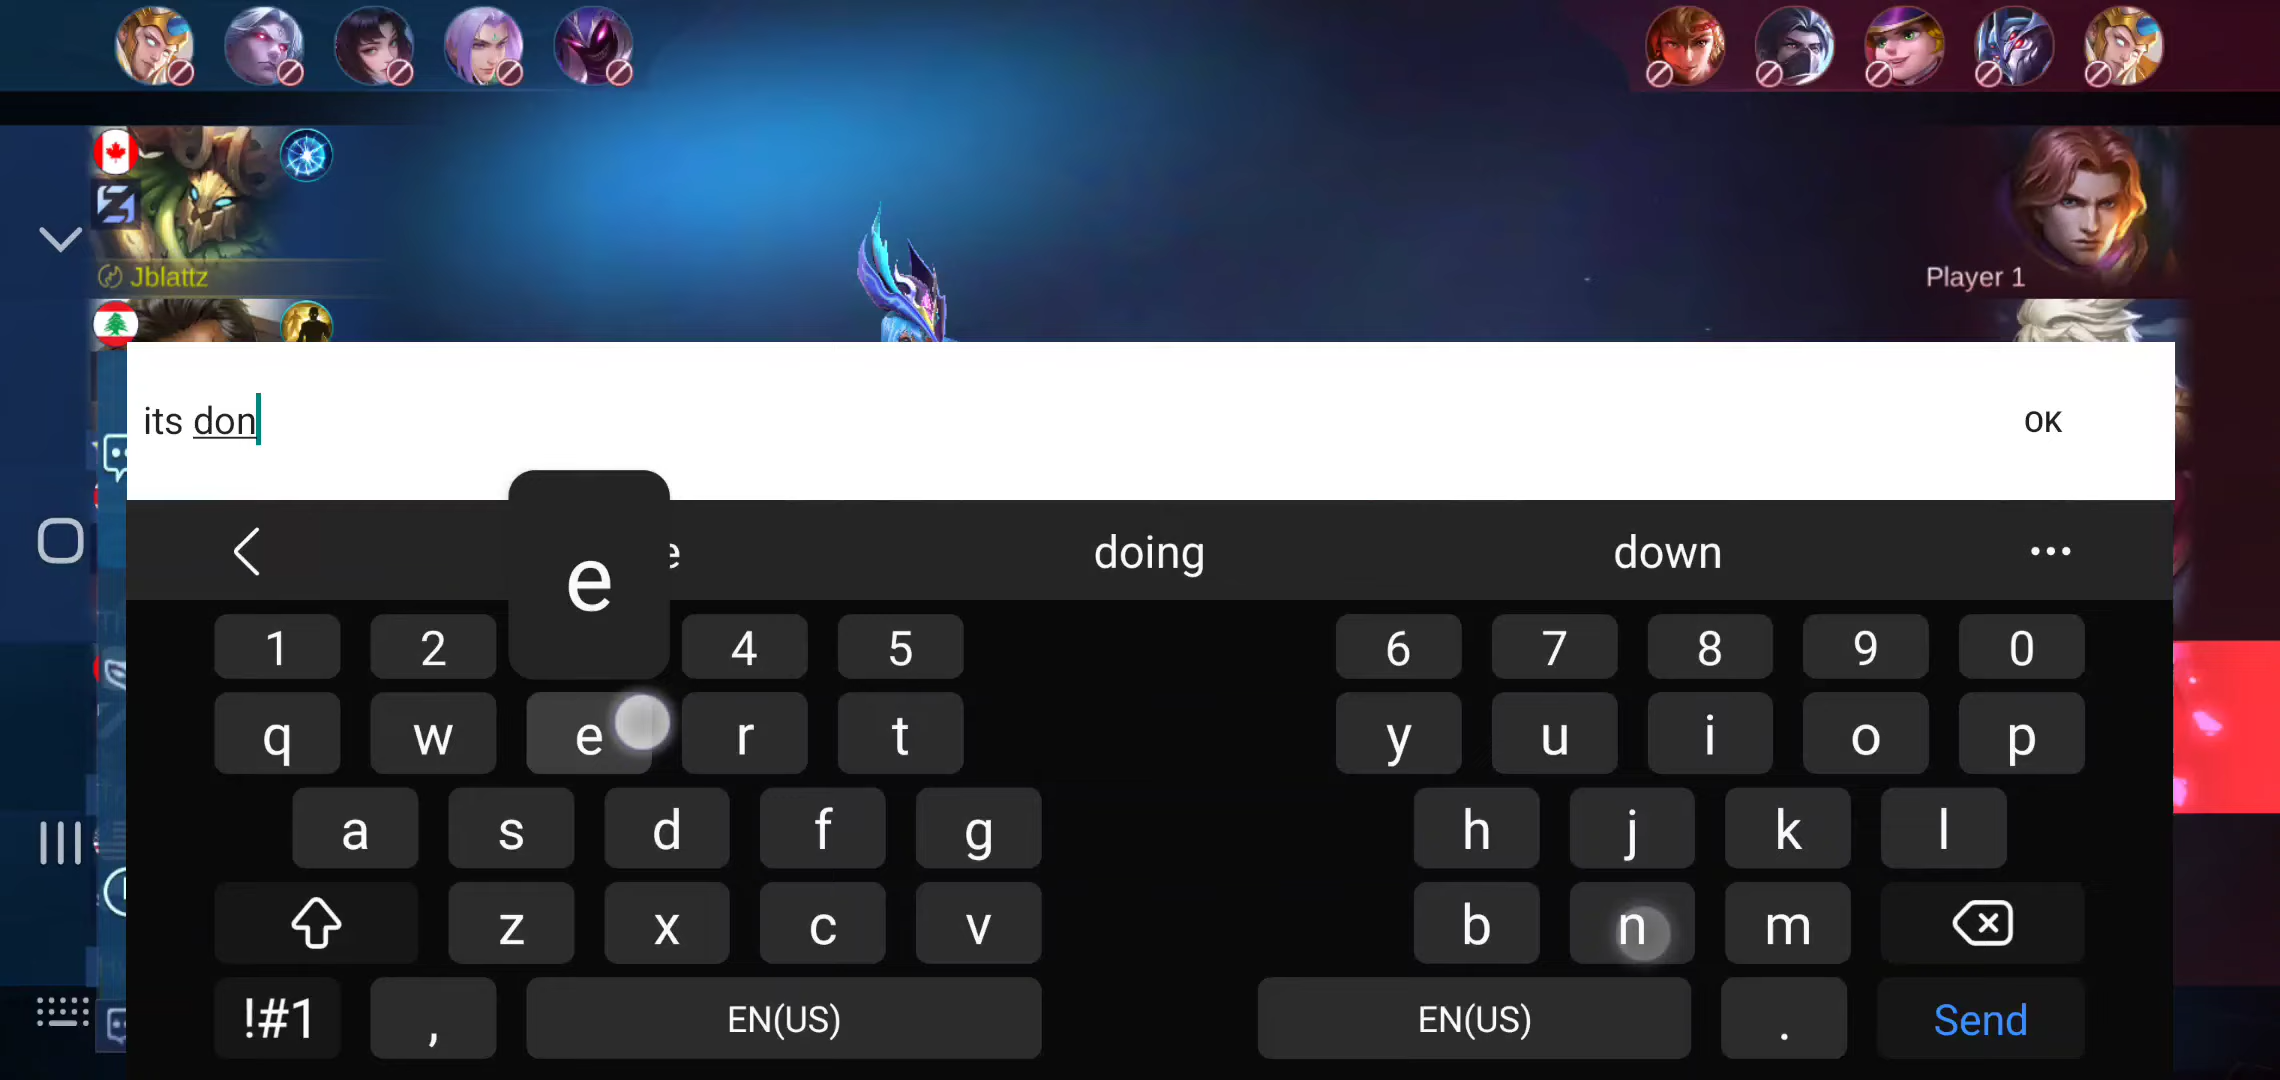 Jblattz
Player 1
its don
OK
e
doing
down
1 2 4 5 6 7 8 9 0
q w e r t y u i o p
a s d f g h j k l
z x c v b n m
!#1 , EN(US) EN(US) . Send